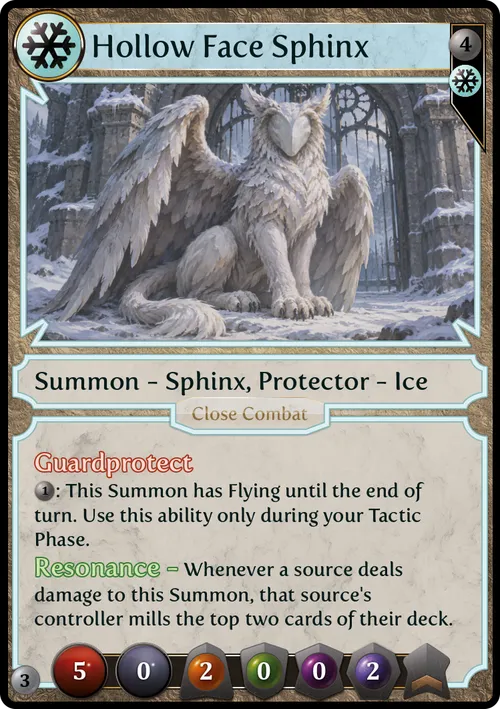 Hollow Face Sphinx
4
Summon - Sphinx, Protector - Ice
Close Combat
Guardprotect
1: This Summon has Flying until the end of
turn. Use this ability only during your Tactic
Phase.
Resonance - Whenever a source deals
damage to this Summon, that source's
controller mills the top two cards of their deck.
3 5* 0* 2 0 0 2